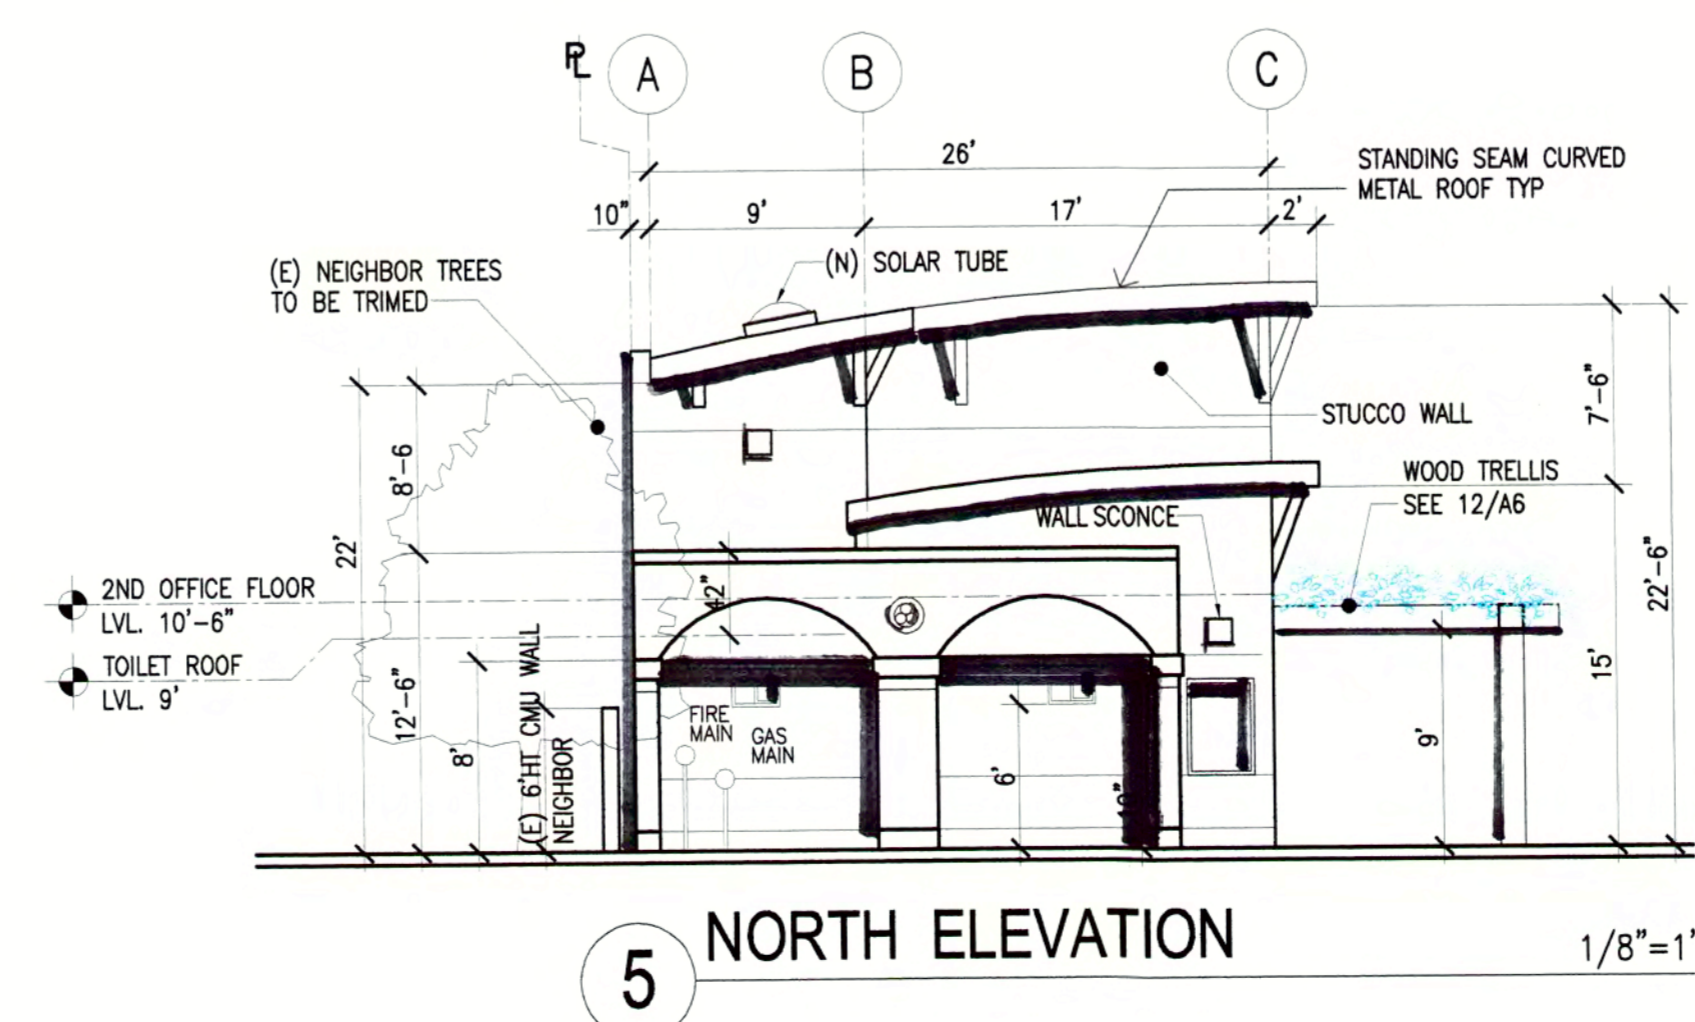 PL
A
B
C
26'
STANDING SEAM CURVED
METAL ROOF TYP
10"
9'
17'
2'
(E) NEIGHBOR TREES
TO BE TRIMED
(N) SOLAR TUBE
7'-6"
STUCCO WALL
8'-6
WOOD TRELLIS
SEE 12/A6
WALL SCONCE
22'
22'-6"
2ND OFFICE FLOOR
LVL. 10'-6"
42"
TOILET ROOF
LVL. 9'
15'
12'-6"
8'
(E) 6'HT CMU WALL
NEIGHBOR
FIRE
MAIN
GAS
MAIN
6'
9'
5
NORTH ELEVATION
1/8"=1'